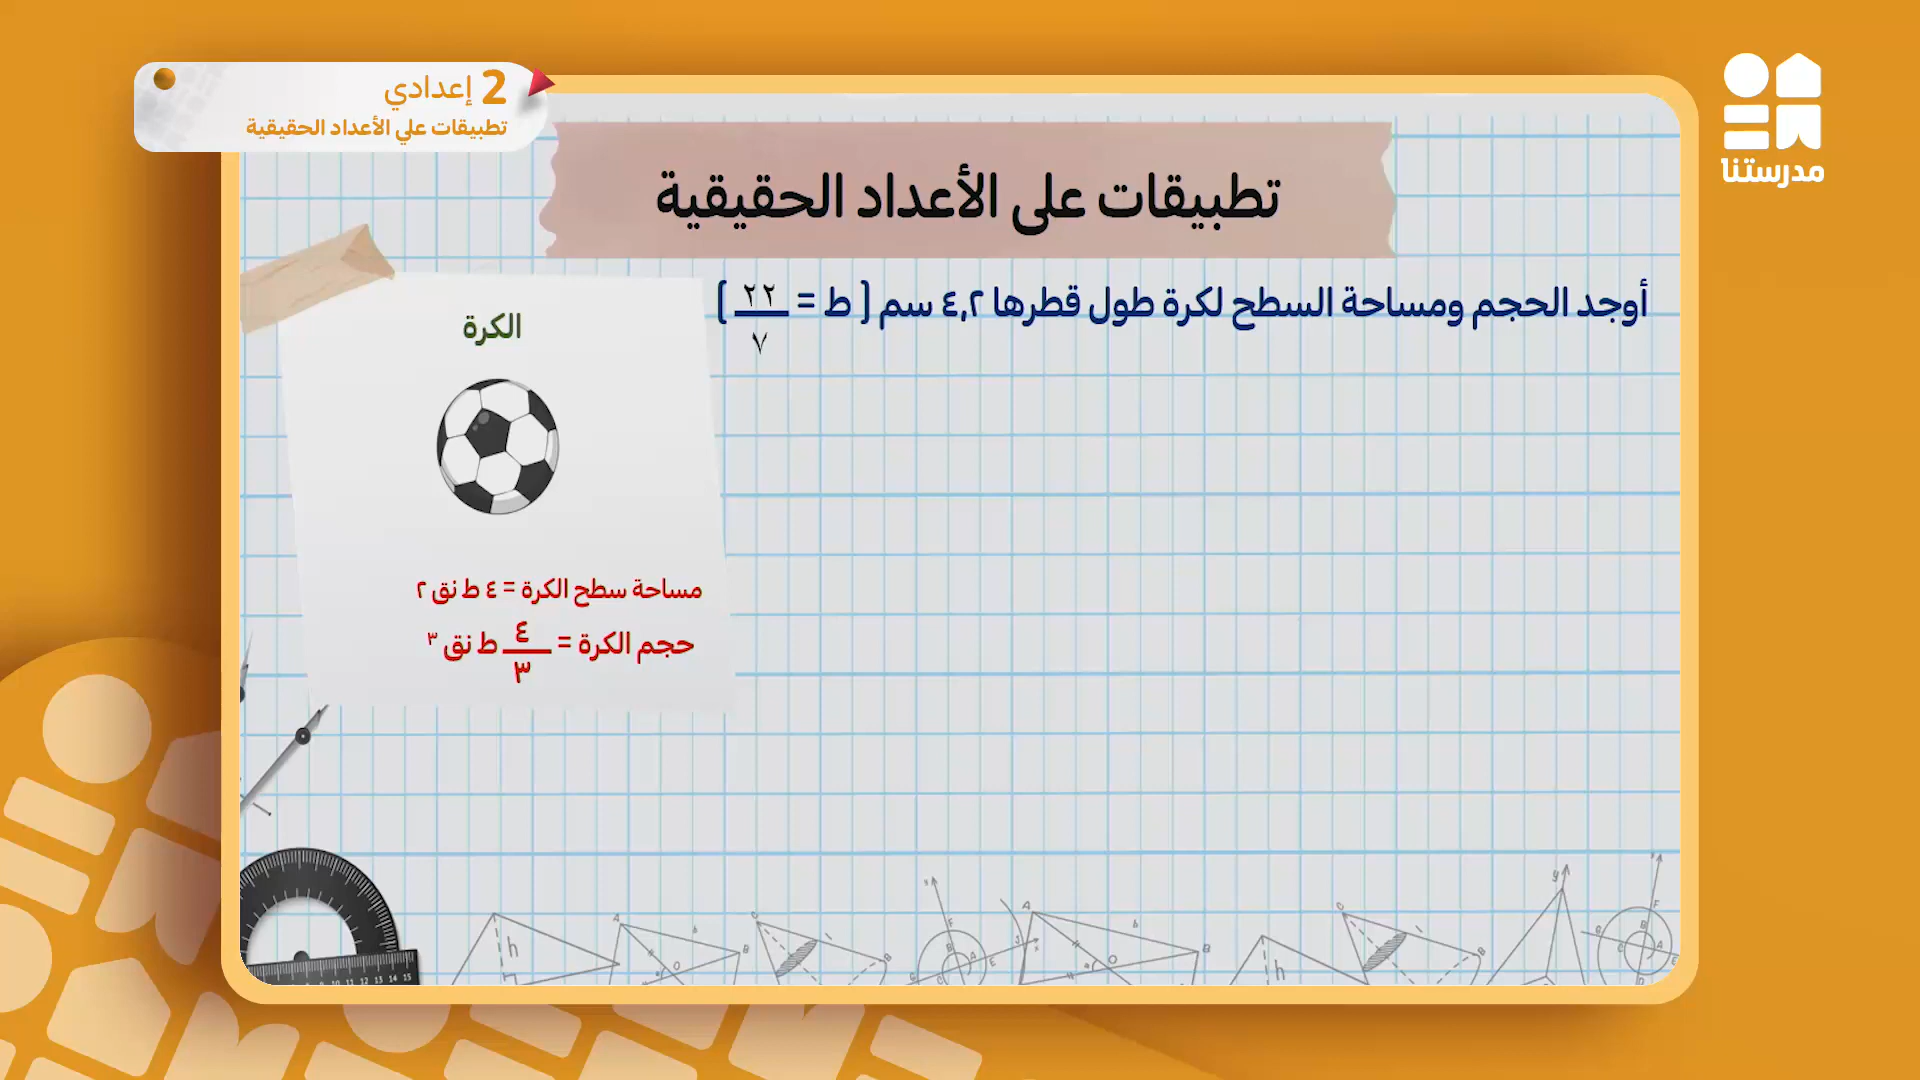 2 إعدادي
تطبيقات علي الأعداد الحقيقية
مدرستنا
تطبيقات على الأعداد الحقيقية
أوجد الحجم ومساحة السطح لكرة طول قطرها ٤,٢ سم [ ط = ٢٢/٧ ]
الكرة
مساحة سطح الكرة = ٤ ط نق ٢
حجم الكرة = ٤/٣ ط نق ٣